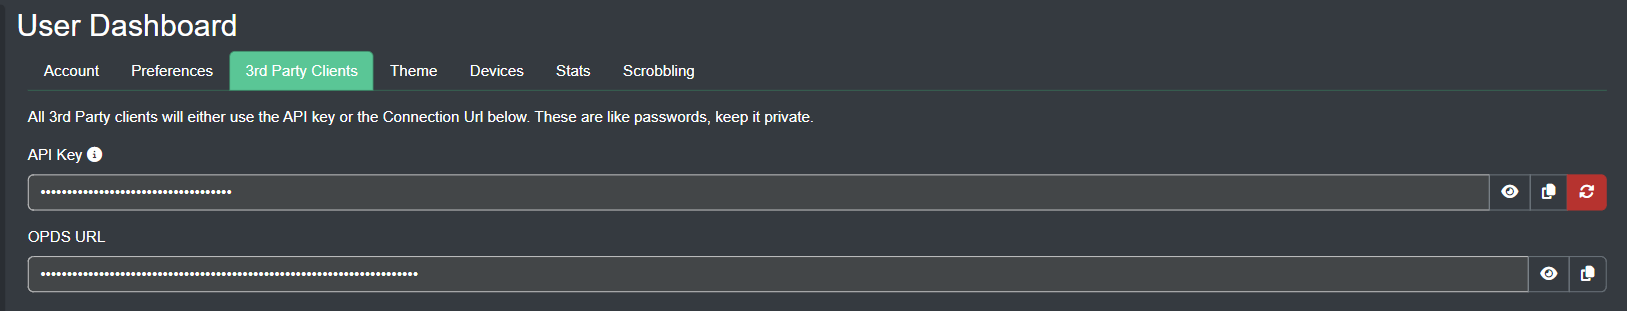 User Dashboard
Account Preferences 3rd Party Clients Theme Devices Stats Scrobbling
All 3rd Party clients will either use the API key or the Connection Url below. These are like passwords, keep it private.
API Key
••••••••••••••••••••••••••••••••••••
OPDS URL
•••••••••••••••••••••••••••••••••••••••••••••••••••••••••••••••••••••••